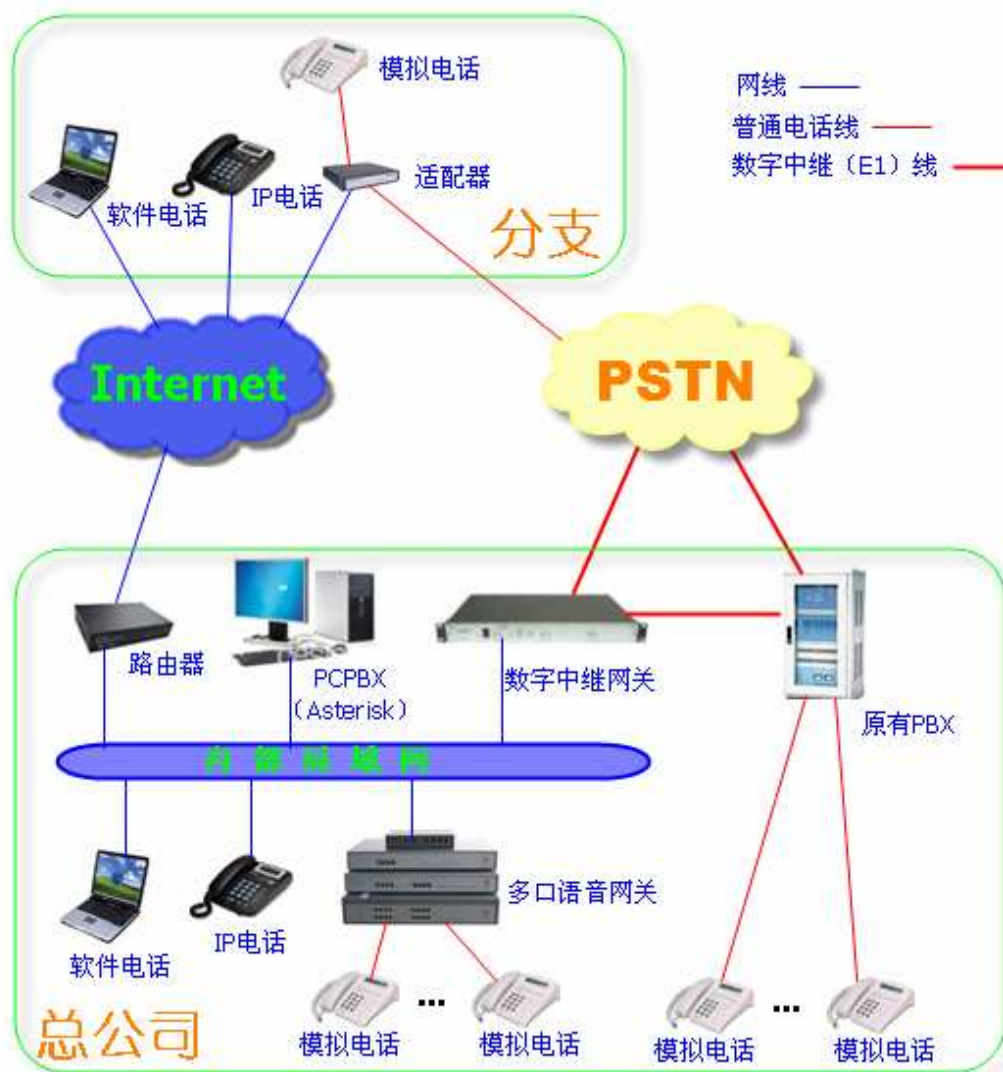 模拟电话
网线
普通电话线
数字中继（E1）线
软件电话
IP电话
适配器
分支
Internet
PSTN
路由器
PCPBX
（Asterisk）
数字中继网关
原有PBX
内部局域网
软件电话
IP电话
多口语音网关
模拟电话
...
模拟电话
模拟电话
...
模拟电话
总公司